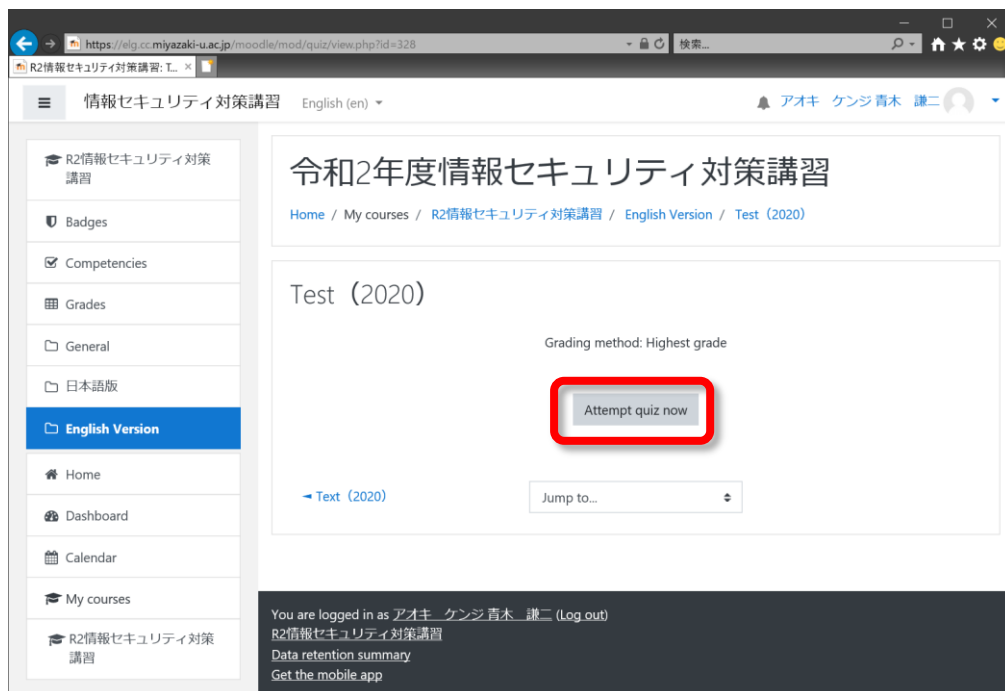 https://elg.cc.miyazaki-u.ac.jp/moodle/mod/quiz/view.php?id=328
検索...
R2情報セキュリティ対策講習: T...
情報セキュリティ対策講習 English (en)
アオキ ケンジ 青木 謙二
R2情報セキュリティ対策
講習
Badges
Competencies
Grades
General
日本語版
English Version
Home
Dashboard
Calendar
My courses
R2情報セキュリティ対策
講習
令和2年度情報セキュリティ対策講習
Home / My courses / R2情報セキュリティ対策講習 / English Version / Test（2020）
Test（2020）
Grading method: Highest grade
Attempt quiz now
◄ Text（2020）
Jump to...
You are logged in as アオキ ケンジ 青木 謙二 (Log out)
R2情報セキュリティ対策講習
Data retention summary
Get the mobile app